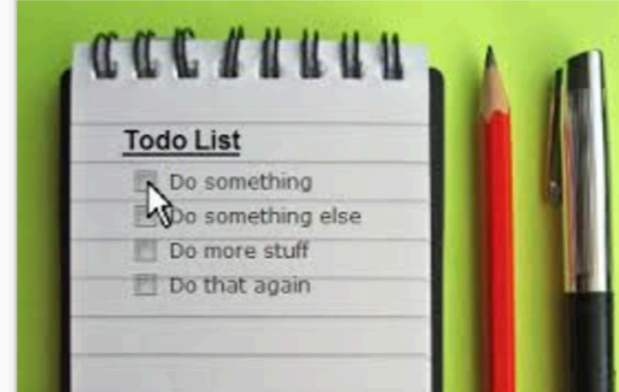 Todo List
Do something
Do something else
Do more stuff
Do that again